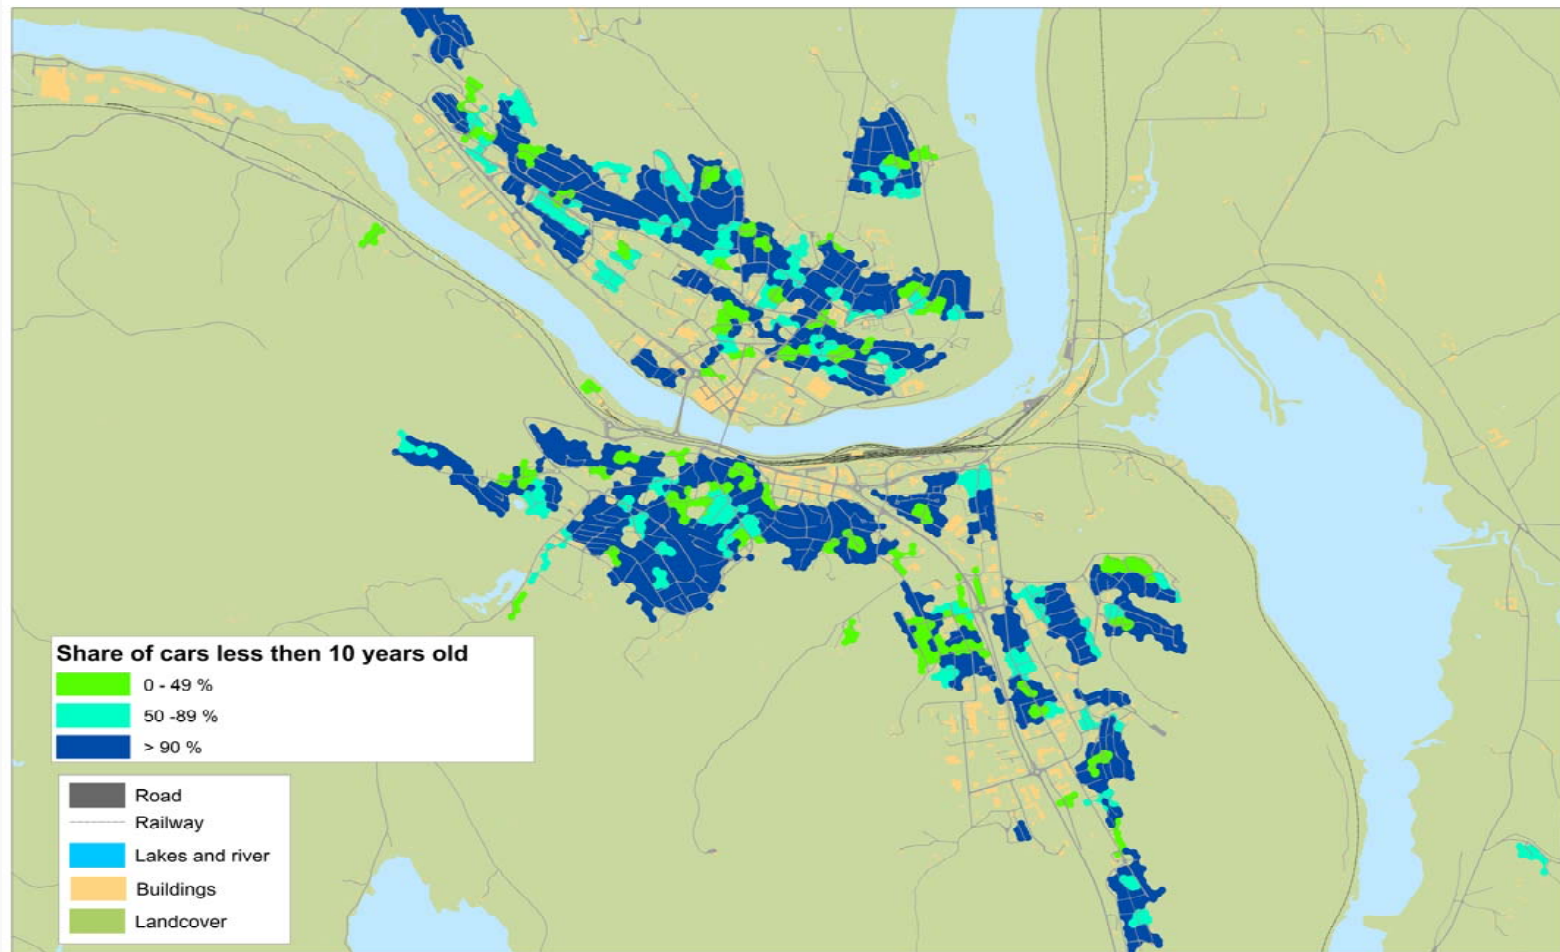 Share of cars less then 10 years old
0 - 49 %
50 -89 %
> 90 %
Road
Railway
Lakes and river
Buildings
Landcover